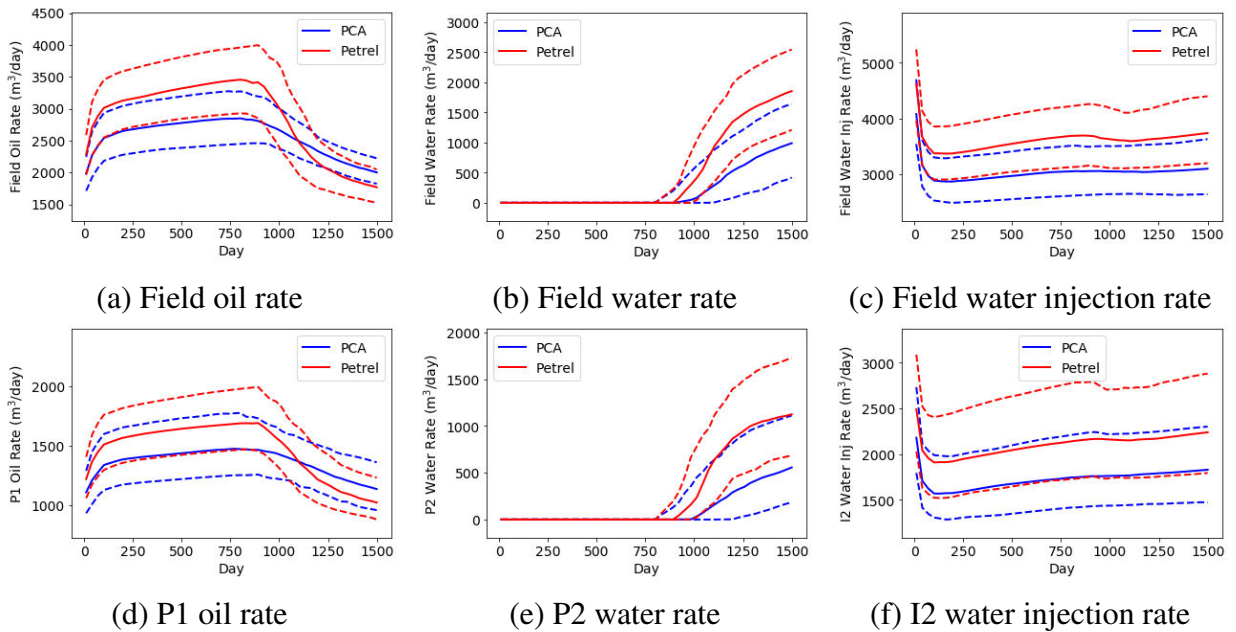 4500
4000
3500
3000
2500
2000
1500
Field Oil Rate (m³/day)
PCA
Petrel
0 250 500 750 1000 1250 1500
Day
(a) Field oil rate
3000
2500
2000
1500
1000
500
0
Field Water Rate (m³/day)
PCA
Petrel
0 250 500 750 1000 1250 1500
Day
(b) Field water rate
5000
4000
3000
Field Water Inj Rate (m³/day)
PCA
Petrel
0 250 500 750 1000 1250 1500
Day
(c) Field water injection rate
2000
1500
1000
P1 Oil Rate (m³/day)
PCA
Petrel
0 250 500 750 1000 1250 1500
Day
(d) P1 oil rate
2000
1500
1000
500
0
P2 Water Rate (m³/day)
PCA
Petrel
0 250 500 750 1000 1250 1500
Day
(e) P2 water rate
3000
2500
2000
1500
I2 Water Inj Rate (m³/day)
PCA
Petrel
0 250 500 750 1000 1250 1500
Day
(f) I2 water injection rate